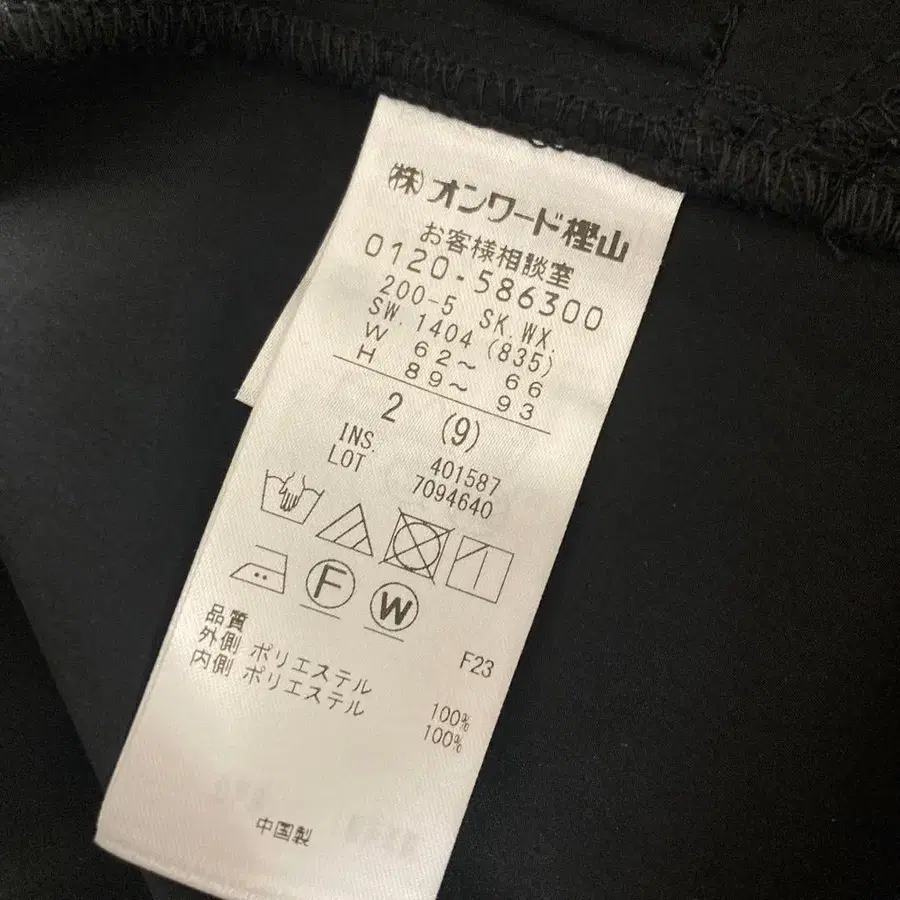 (株)オンワード樫山
お客様相談室
0120-586300
200-5 SK.WX.
SW.1404(835)
W 62～ 66
H 89～ 93
2 (9)
INS. 401587
LOT 7094640
F
W
F23
品質
外側 ポリエステル 100%
内側 ポリエステル 100%
中国製